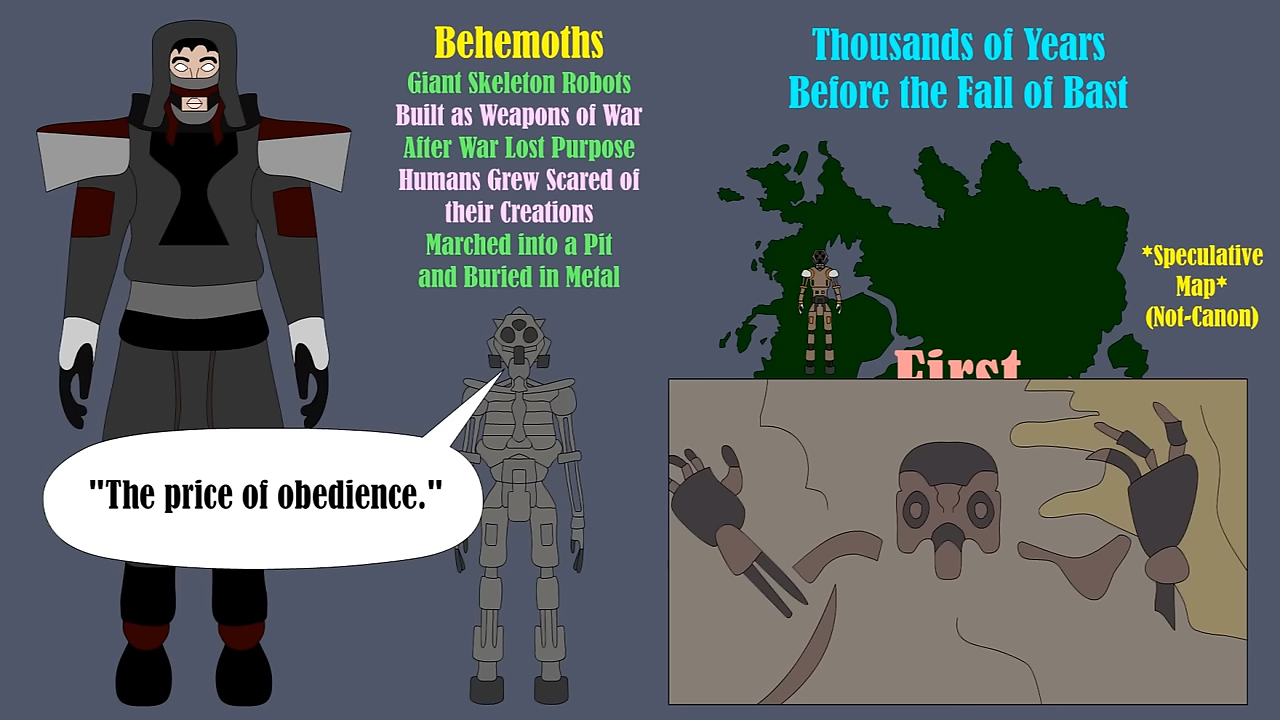 Behemoths
Giant Skeleton Robots
Built as Weapons of War
After War Lost Purpose
Humans Grew Scared of
their Creations
Marched into a Pit
and Buried in Metal
"The price of obedience."
Thousands of Years
Before the Fall of Bast
*Speculative
Map*
(Not-Canon)
First